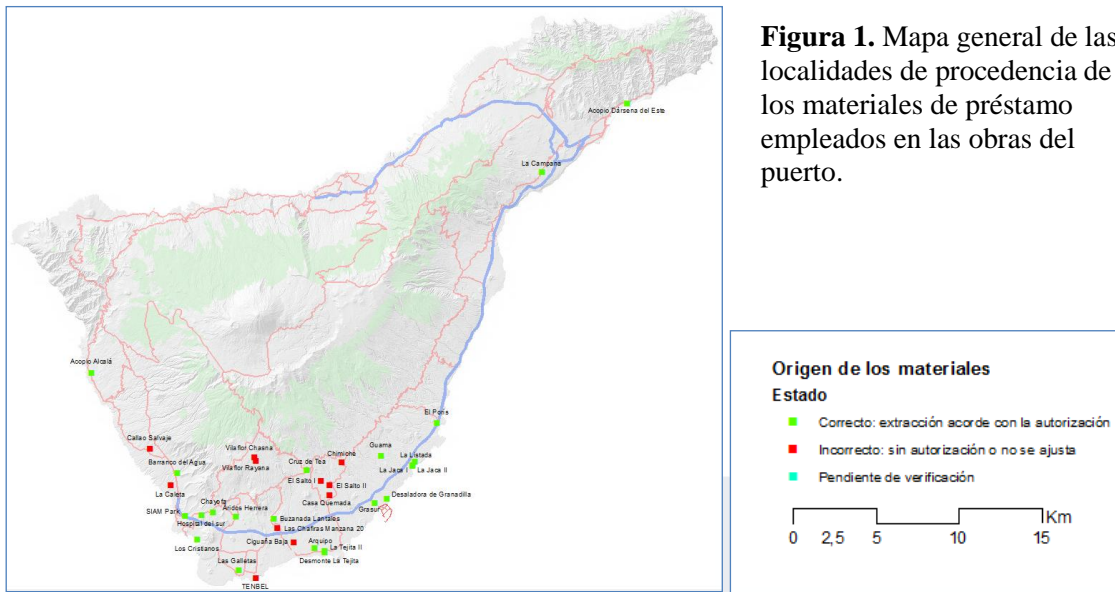 Figura 1. Mapa general de las
localidades de procedencia de
los materiales de préstamo
empleados en las obras del
puerto.
Acopio Dársena del Este
La Campana
Acopio Alcalá
El Poris
Callao Salvaje
Vilaflor Chasna
Guama
La Listada
Barranco del Agua
Vilaflor Rayana
Cruz de Tea
Chimiche
La Jaca I
La Jaca II
El Salto I
El Salto II
La Caleta
Casa Quemada
Desaladora de Granadilla
Chayofa
Áridos Herrera
Grasur
SIAM Park
Hospital del sur
Buzanada Lantales
Las Chafiras Manzana 20
Los Cristianos
Ciguaña Baja
Arquipo
La Tejita II
Las Galletas
Desmonte La Tejita
TENBEL
Origen de los materiales
Estado
Correcto: extracción acorde con la autorización
Incorrecto: sin autorización o no se ajusta
Pendiente de verificación
Km
0 2,5 5 10 15